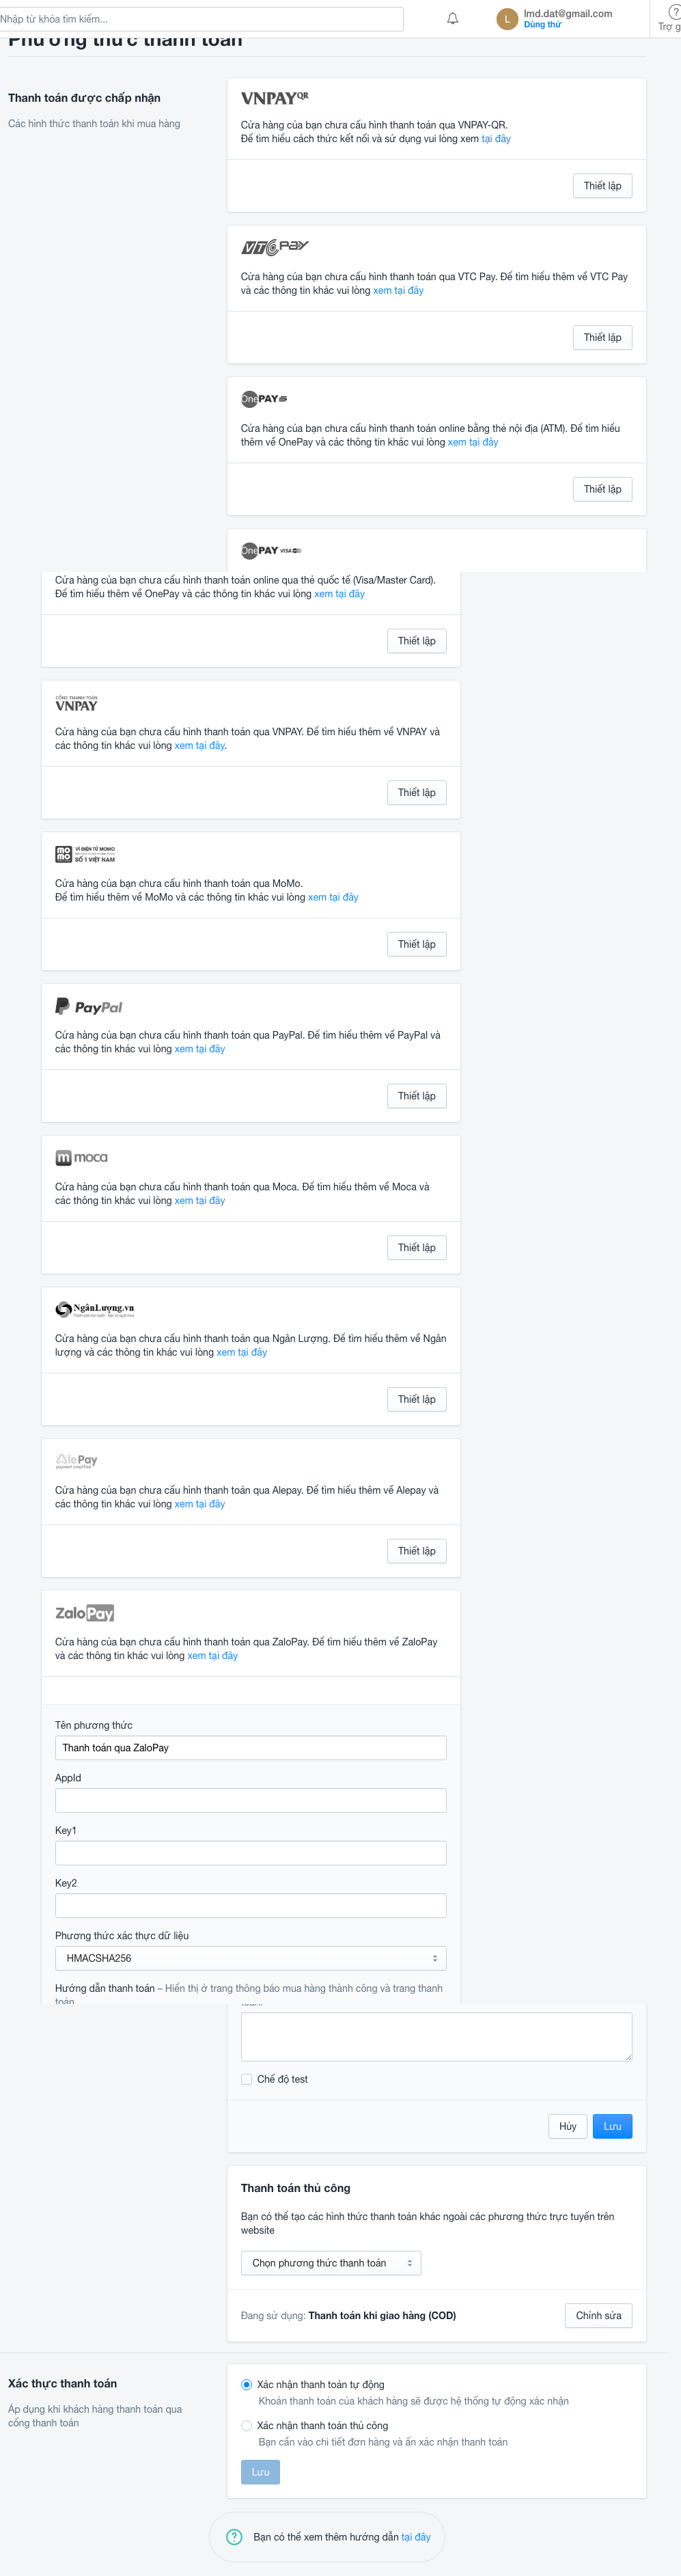 Nhập từ khóa tìm kiếm...
L
lmd.dat@gmail.com
Dùng thử
?
Trợ g
Phương thức thanh toán
Thanh toán được chấp nhận
Các hình thức thanh toán khi mua hàng
VNPAYQR
Cửa hàng của bạn chưa cấu hình thanh toán qua VNPAY-QR.
Để tìm hiểu cách thức kết nối và sử dụng vui lòng xem tại đây
Thiết lập
VTC Pay
Cửa hàng của bạn chưa cấu hình thanh toán qua VTC Pay. Để tìm hiểu thêm về VTC Pay
và các thông tin khác vui lòng xem tại đây
Thiết lập
OnePAY
Cửa hàng của bạn chưa cấu hình thanh toán online bằng thẻ nội địa (ATM). Để tìm hiểu
thêm về OnePay và các thông tin khác vui lòng xem tại đây
Thiết lập
OnePAY VISA
Cửa hàng của bạn chưa cấu hình thanh toán online qua thẻ quốc tế (Visa/Master Card).
Để tìm hiểu thêm về OnePay và các thông tin khác vui lòng xem tại đây
Thiết lập
CỔNG THANH TOÁN
VNPAY
Cửa hàng của bạn chưa cấu hình thanh toán qua VNPAY. Để tìm hiểu thêm về VNPAY và
các thông tin khác vui lòng xem tại đây.
Thiết lập
mo
mo
VÍ ĐIỆN TỬ MOMO
SỐ 1 VIỆT NAM
Cửa hàng của bạn chưa cấu hình thanh toán qua MoMo.
Để tìm hiểu thêm về MoMo và các thông tin khác vui lòng xem tại đây
Thiết lập
PayPal
Cửa hàng của bạn chưa cấu hình thanh toán qua PayPal. Để tìm hiểu thêm về PayPal và
các thông tin khác vui lòng xem tại đây
Thiết lập
m moca
Cửa hàng của bạn chưa cấu hình thanh toán qua Moca. Để tìm hiểu thêm về Moca và
các thông tin khác vui lòng xem tại đây
Thiết lập
NgânLượng.vn
Cửa hàng của bạn chưa cấu hình thanh toán qua Ngân Lượng. Để tìm hiểu thêm về Ngân
lượng và các thông tin khác vui lòng xem tại đây
Thiết lập
AlePay
payment simplified
Cửa hàng của bạn chưa cấu hình thanh toán qua Alepay. Để tìm hiểu thêm về Alepay và
các thông tin khác vui lòng xem tại đây
Thiết lập
ZaloPay
Cửa hàng của bạn chưa cấu hình thanh toán qua ZaloPay. Để tìm hiểu thêm về ZaloPay
và các thông tin khác vui lòng xem tại đây
Tên phương thức
Thanh toán qua ZaloPay
AppId
Key1
Key2
Phương thức xác thực dữ liệu
HMACSHA256
Hướng dẫn thanh toán – Hiển thị ở trang thông báo mua hàng thành công và trang thanh
toán
Chế độ test
Hủy
Lưu
Thanh toán thủ công
Bạn có thể tạo các hình thức thanh toán khác ngoài các phương thức trực tuyến trên
website
Chọn phương thức thanh toán
Đang sử dụng: Thanh toán khi giao hàng (COD)
Chỉnh sửa
Xác thực thanh toán
Áp dụng khi khách hàng thanh toán qua
cổng thanh toán
Xác nhận thanh toán tự động
Khoản thanh toán của khách hàng sẽ được hệ thống tự động xác nhận
Xác nhận thanh toán thủ công
Bạn cần vào chi tiết đơn hàng và ấn xác nhận thanh toán
Lưu
? Bạn có thể xem thêm hướng dẫn tại đây